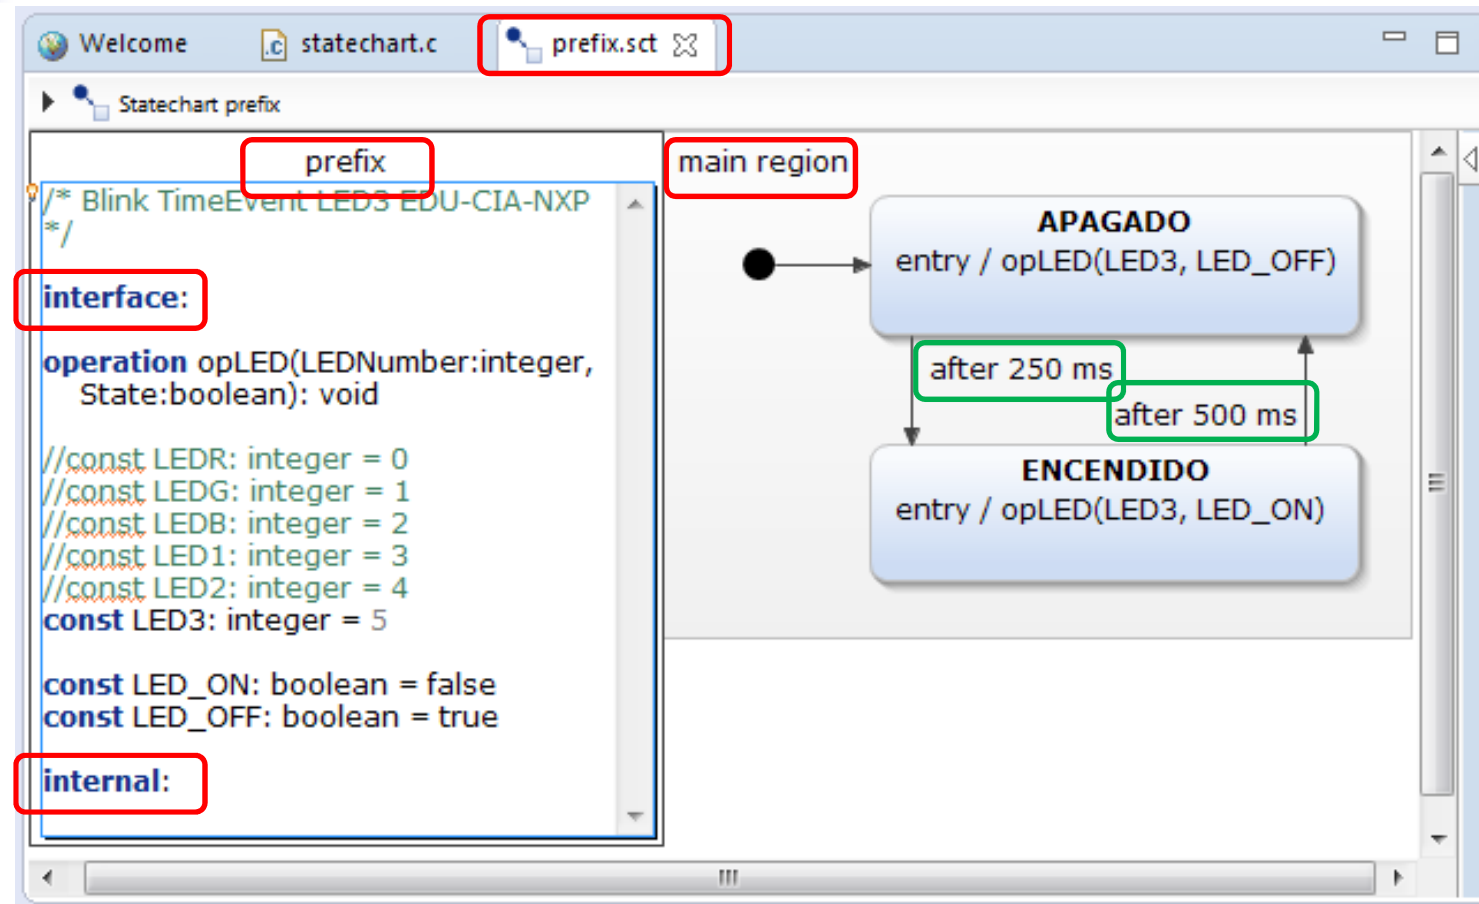 Welcome
.c statechart.c
prefix.sct
Statechart prefix
prefix
/* Blink TimeEvent LED3 EDU-CIA-NXP
*/
interface:
operation opLED(LEDNumber:integer,
State:boolean): void
//const LEDR: integer = 0
//const LEDG: integer = 1
//const LEDB: integer = 2
//const LED1: integer = 3
//const LED2: integer = 4
const LED3: integer = 5
const LED_ON: boolean = false
const LED_OFF: boolean = true
internal:
main region
APAGADO
entry / opLED(LED3, LED_OFF)
after 250 ms
after 500 ms
ENCENDIDO
entry / opLED(LED3, LED_ON)